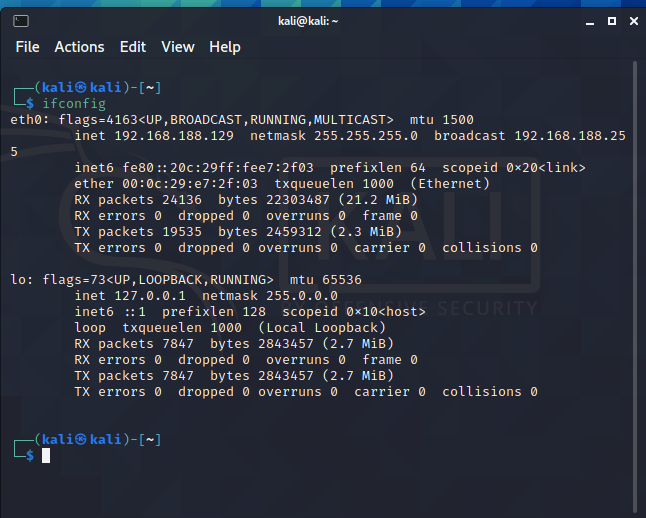 kali@kali: ~
File Actions Edit View Help
┌──(kali㉿kali)-[~]
└─$ ifconfig
eth0: flags=4163<UP,BROADCAST,RUNNING,MULTICAST>  mtu 1500
        inet 192.168.188.129  netmask 255.255.255.0  broadcast 192.168.188.25
5
        inet6 fe80::20c:29ff:fee7:2f03  prefixlen 64  scopeid 0×20<link>
        ether 00:0c:29:e7:2f:03  txqueuelen 1000  (Ethernet)
        RX packets 24136  bytes 22303487 (21.2 MiB)
        RX errors 0  dropped 0  overruns 0  frame 0
        TX packets 19535  bytes 2459312 (2.3 MiB)
        TX errors 0  dropped 0 overruns 0  carrier 0  collisions 0
lo: flags=73<UP,LOOPBACK,RUNNING>  mtu 65536
        inet 127.0.0.1  netmask 255.0.0.0
        inet6 ::1  prefixlen 128  scopeid 0×10<host>
        loop  txqueuelen 1000  (Local Loopback)
        RX packets 7847  bytes 2843457 (2.7 MiB)
        RX errors 0  dropped 0  overruns 0  frame 0
        TX packets 7847  bytes 2843457 (2.7 MiB)
        TX errors 0  dropped 0 overruns 0  carrier 0  collisions 0
┌──(kali㉿kali)-[~]
└─$
KALI
BY OFFENSIVE SECURITY